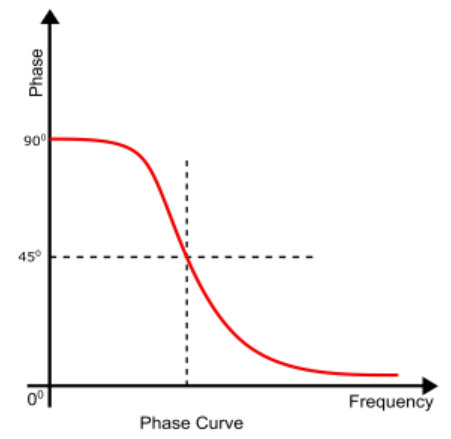 Phase
90⁰
45⁰
0⁰
Frequency
Phase Curve